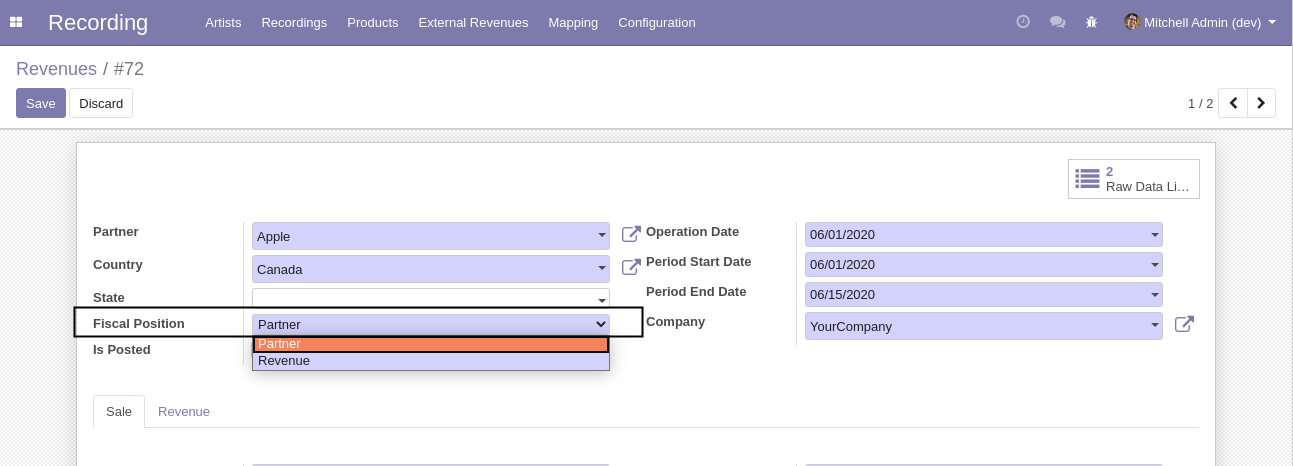 Recording Artists Recordings Products External Revenues Mapping Configuration Mitchell Admin (dev)
Revenues / #72
Save Discard 1 / 2
2
Raw Data Li...
Partner Apple Operation Date 06/01/2020
Country Canada Period Start Date 06/01/2020
State Period End Date 06/15/2020
Fiscal Position Partner Company YourCompany
Partner
Is Posted
Revenue
Sale Revenue